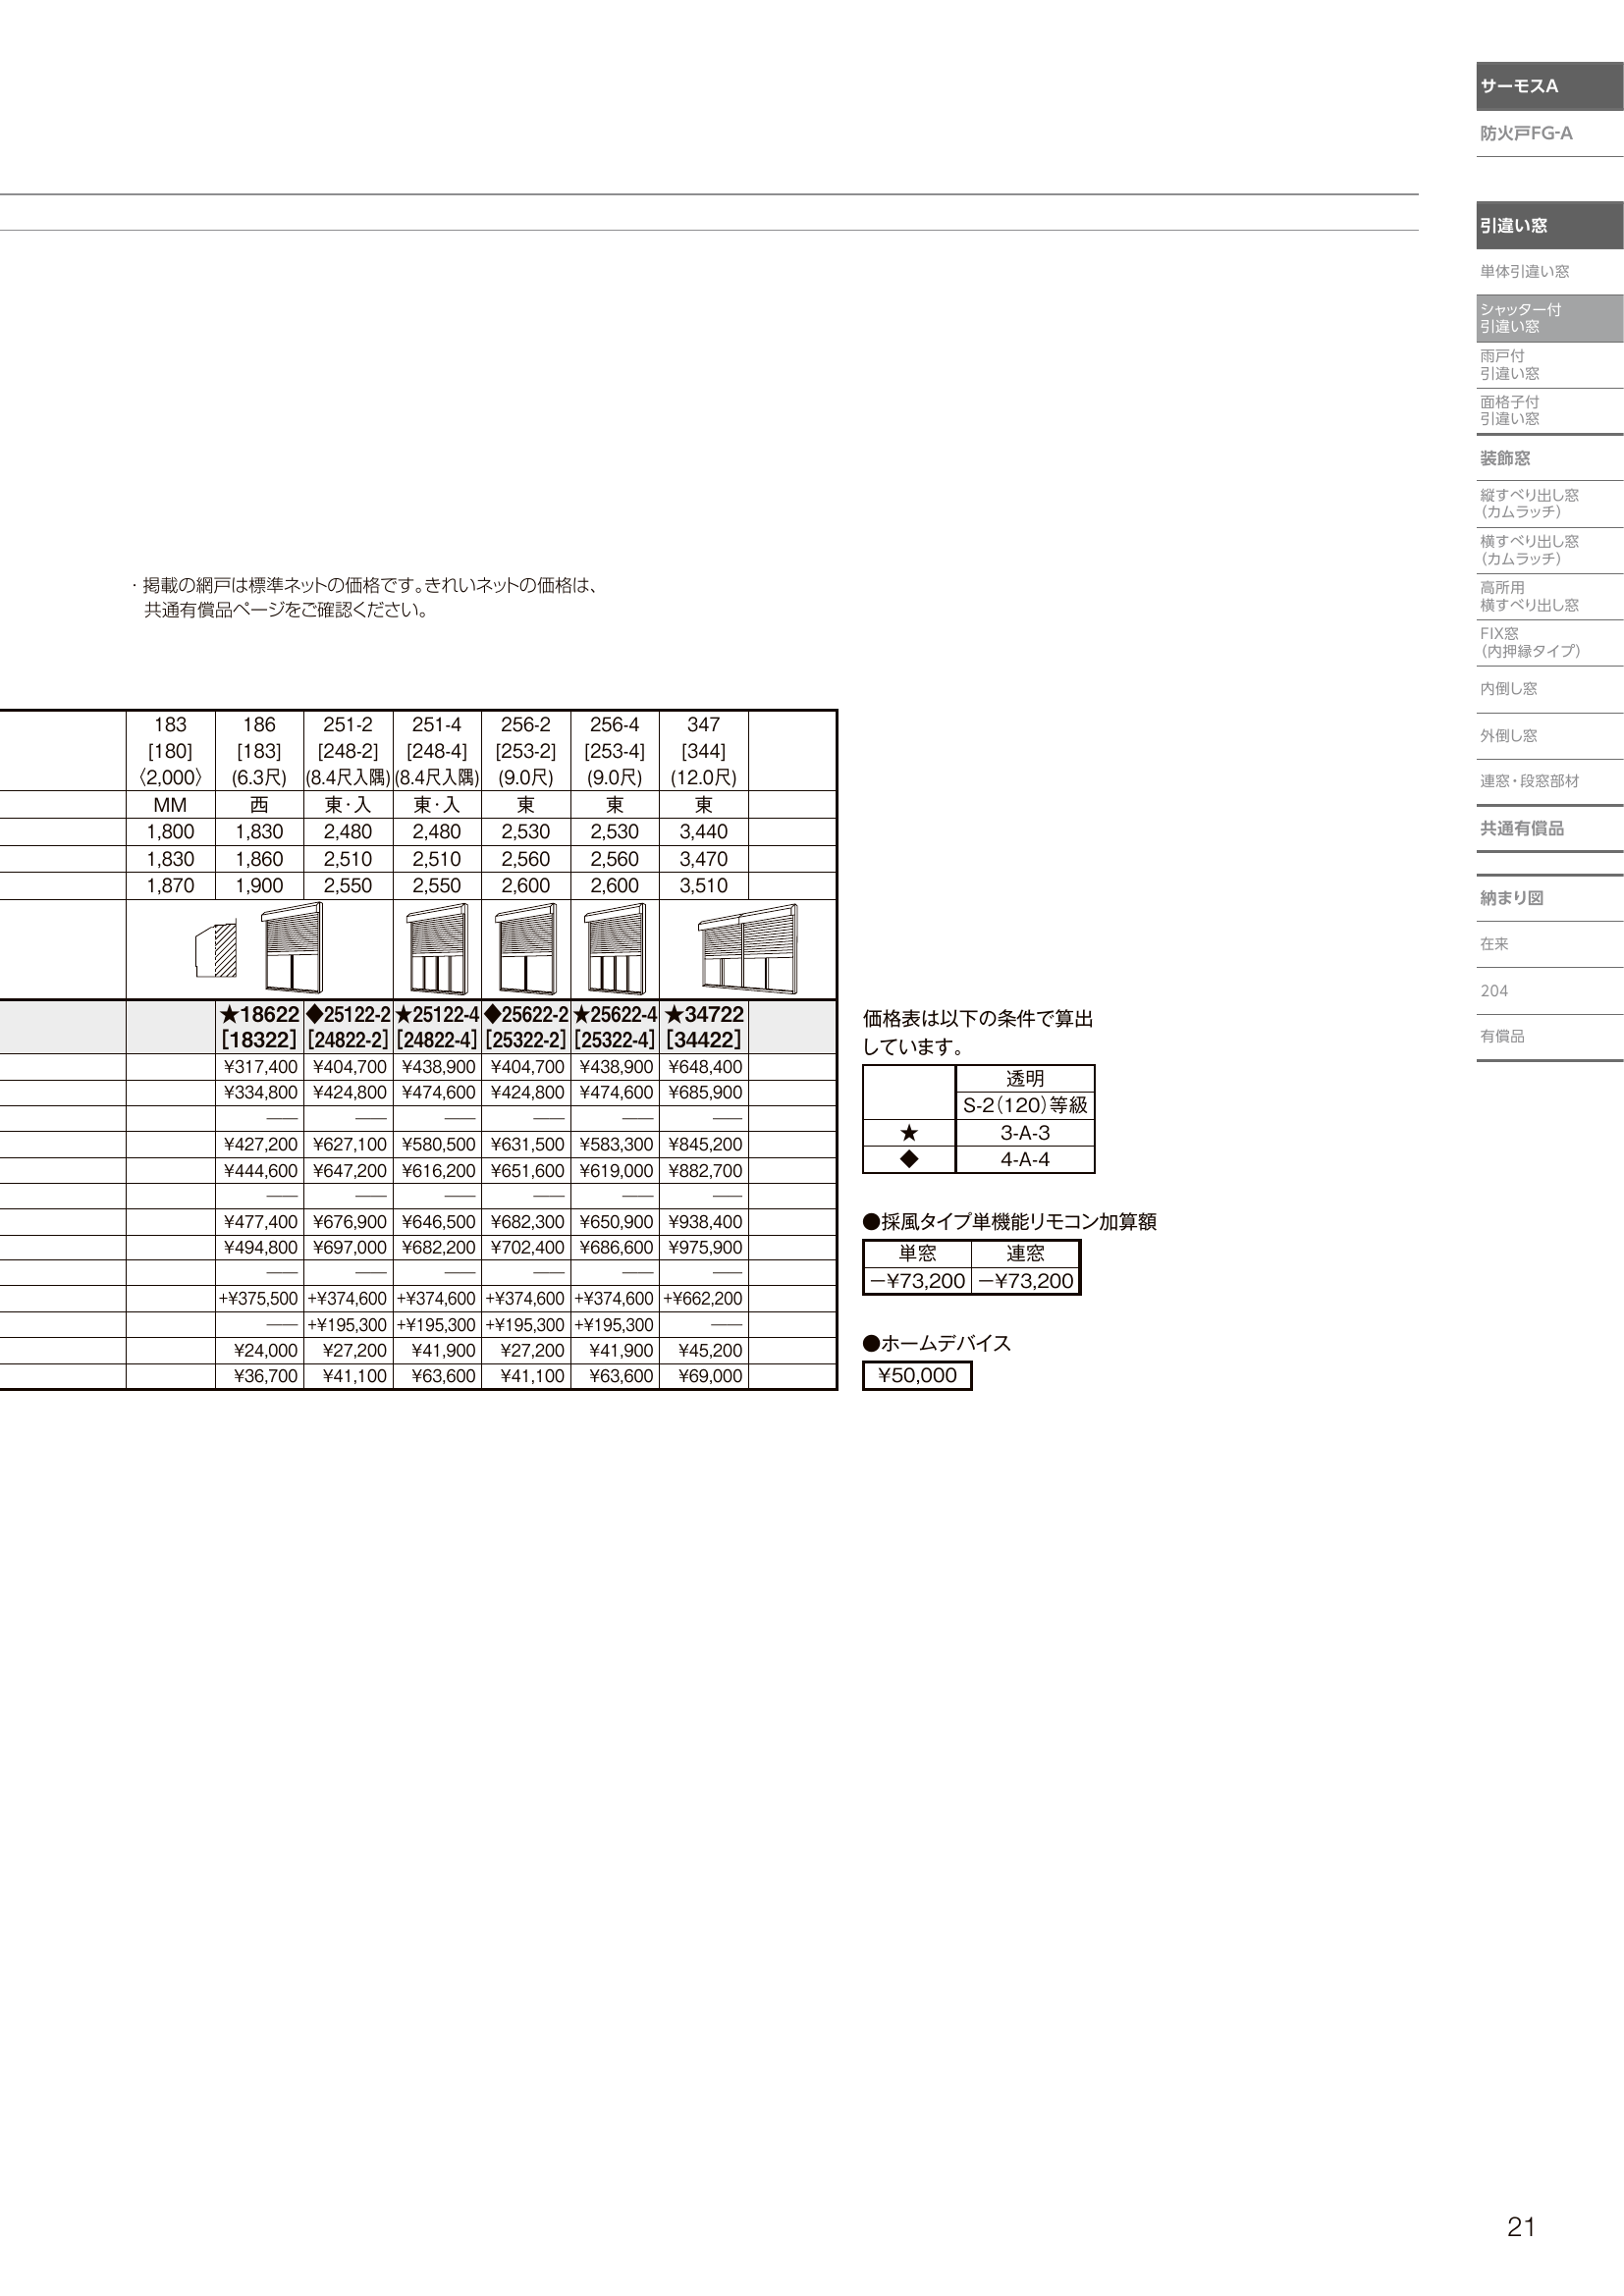 サーモスA
防火戸FG-A
引違い窓
単体引違い窓
シャッター付
引違い窓
雨戸付
引違い窓
面格子付
引違い窓
装飾窓
縦すべり出し窓
（カムラッチ）
横すべり出し窓
（カムラッチ）
高所用
横すべり出し窓
FIX窓
（内押縁タイプ）
内倒し窓
外倒し窓
連窓・段窓部材
共通有償品
納まり図
在来
204
有償品
・掲載の網戸は標準ネットの価格です。きれいネットの価格は、
共通有償品ページをご確認ください。
183 186 251-2 251-4 256-2 256-4 347
[180] [183] [248-2] [248-4] [253-2] [253-4] [344]
〈2,000〉 (6.3尺) (8.4尺入隅) (8.4尺入隅) (9.0尺) (9.0尺) (12.0尺)
MM 西 東・入 東・入 東 東 東
1,800 1,830 2,480 2,480 2,530 2,530 3,440
1,830 1,860 2,510 2,510 2,560 2,560 3,470
1,870 1,900 2,550 2,550 2,600 2,600 3,510
★18622 ◆25122-2 ★25122-4 ◆25622-2 ★25622-4 ★34722
[18322] [24822-2] [24822-4] [25322-2] [25322-4] [34422]
¥317,400 ¥404,700 ¥438,900 ¥404,700 ¥438,900 ¥648,400
¥334,800 ¥424,800 ¥474,600 ¥424,800 ¥474,600 ¥685,900
—— —— —— —— —— ——
¥427,200 ¥627,100 ¥580,500 ¥631,500 ¥583,300 ¥845,200
¥444,600 ¥647,200 ¥616,200 ¥651,600 ¥619,000 ¥882,700
—— —— —— —— —— ——
¥477,400 ¥676,900 ¥646,500 ¥682,300 ¥650,900 ¥938,400
¥494,800 ¥697,000 ¥682,200 ¥702,400 ¥686,600 ¥975,900
—— —— —— —— —— ——
+¥375,500 +¥374,600 +¥374,600 +¥374,600 +¥374,600 +¥662,200
—— +¥195,300 +¥195,300 +¥195,300 +¥195,300 ——
¥24,000 ¥27,200 ¥41,900 ¥27,200 ¥41,900 ¥45,200
¥36,700 ¥41,100 ¥63,600 ¥41,100 ¥63,600 ¥69,000
価格表は以下の条件で算出
しています。
透明
S-2（120）等級
★ 3-A-3
◆ 4-A-4
●採風タイプ単機能リモコン加算額
単窓 連窓
−¥73,200 −¥73,200
●ホームデバイス
¥50,000
21